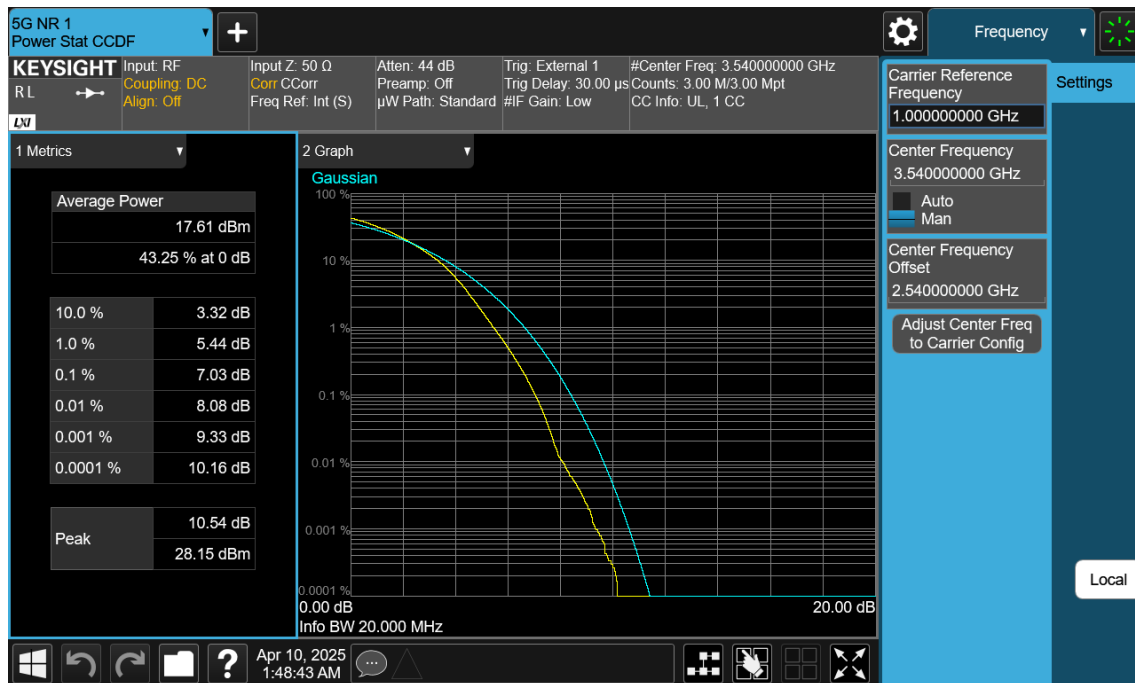 5G NR 1
Power Stat CCDF
Frequency
KEYSIGHT
R L
LXI
Input: RF
Coupling: DC
Align: Off
Input Z: 50 Ω
Corr CCorr
Freq Ref: Int (S)
Atten: 44 dB
Preamp: Off
µW Path: Standard
Trig: External 1
Trig Delay: 30.00 µs
#IF Gain: Low
#Center Freq: 3.540000000 GHz
Counts: 3.00 M/3.00 Mpt
CC Info: UL, 1 CC
1 Metrics
Average Power
17.61 dBm
43.25 % at 0 dB
10.0 % 3.32 dB
1.0 % 5.44 dB
0.1 % 7.03 dB
0.01 % 8.08 dB
0.001 % 9.33 dB
0.0001 % 10.16 dB
Peak
10.54 dB
28.15 dBm
2 Graph
Gaussian
100 %
10 %
1 %
0.1 %
0.01 %
0.001 %
0.0001 %
0.00 dB 20.00 dB
Info BW 20.000 MHz
Carrier Reference
Frequency
1.000000000 GHz
Center Frequency
3.540000000 GHz
Auto
Man
Center Frequency
Offset
2.540000000 GHz
Adjust Center Freq
to Carrier Config
Settings
Local
?
Apr 10, 2025
1:48:43 AM